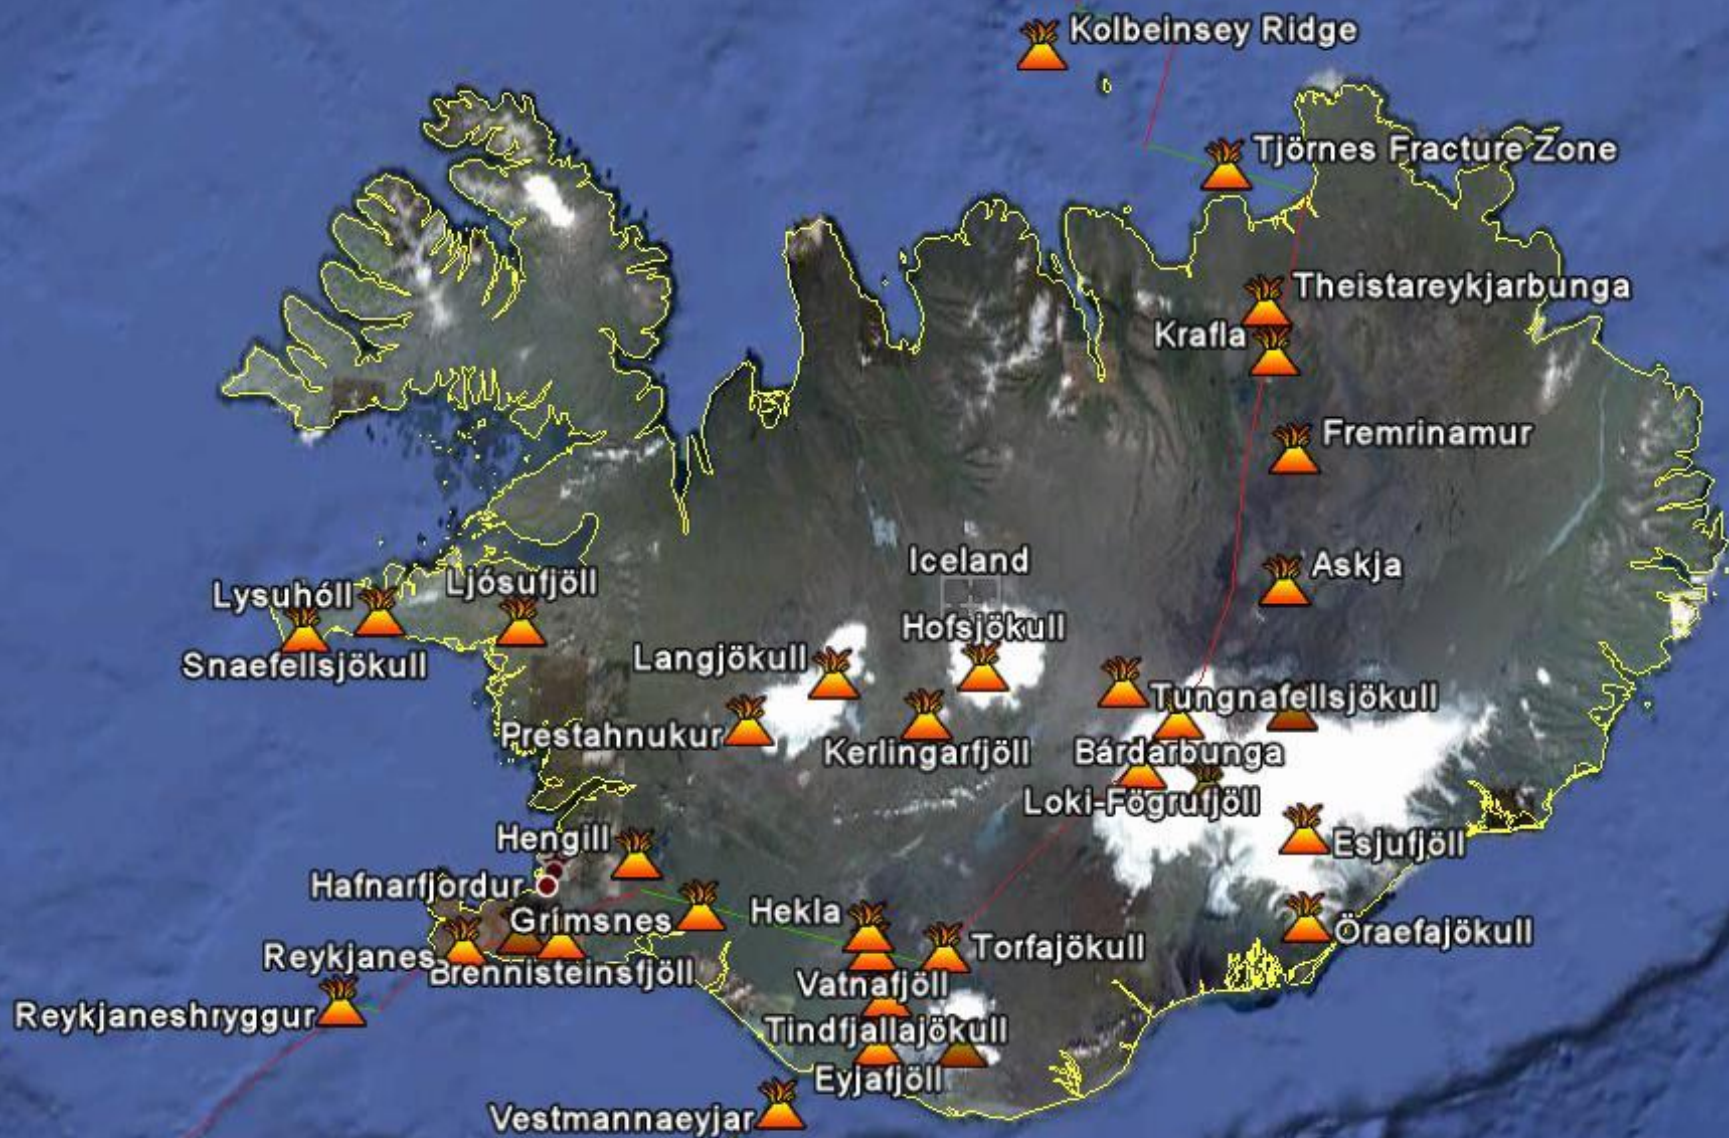 Kolbeinsey Ridge
Tjörnes Fracture Zone
Theistareykjarbunga
Krafla
Fremrinamur
Iceland
Askja
Lysuhóll
Ljósufjöll
Hofsjökull
Langjökull
Snaefellsjökull
Tungnafellsjökull
Prestahnukur
Kerlingarfjöll
Bárdarbunga
Loki-Fögrufjöll
Hengill
Esjufjöll
Hafnarfjordur
Grímsnes
Hekla
Öraefajökull
Torfajökull
Reykjanes
Brennisteinsfjöll
Vatnafjöll
Reykjaneshryggur
Tindfjallajökull
Eyjafjöll
Vestmannaeyjar